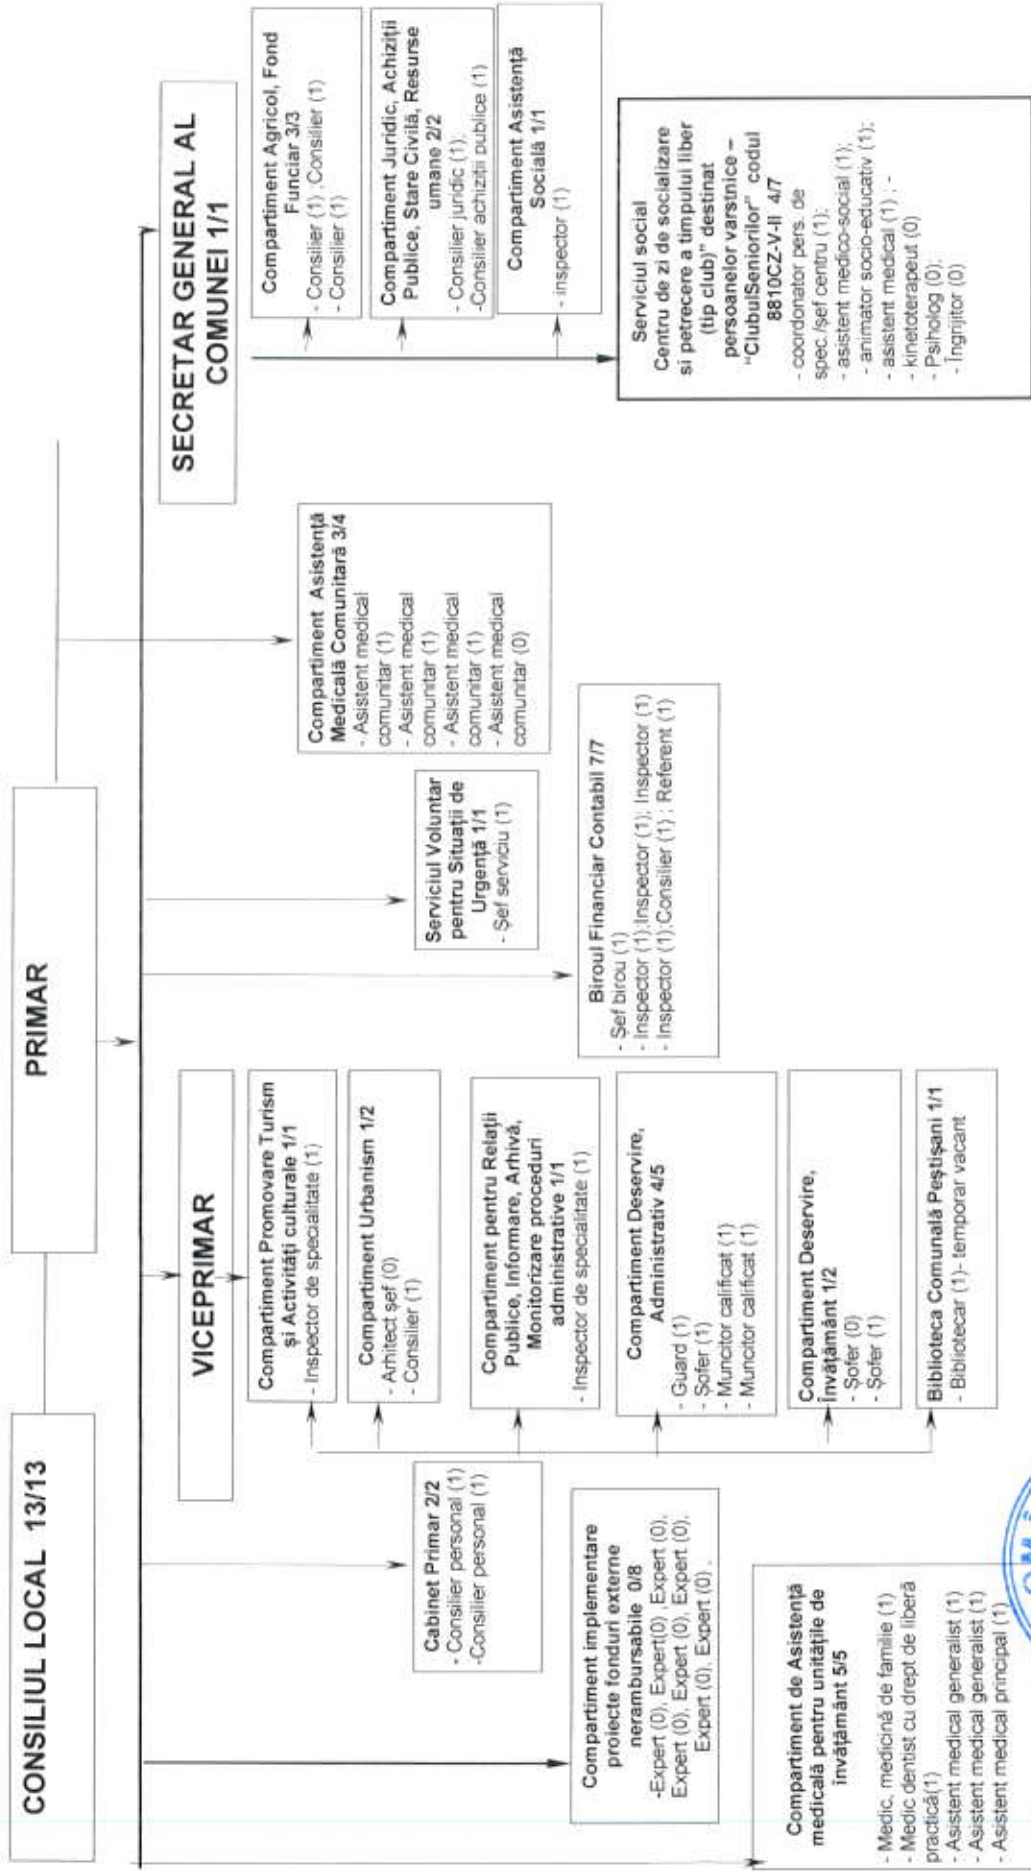 CONSILIUL LOCAL 13/13
PRIMAR
VICEPRIMAR
SECRETAR GENERAL AL
COMUNEI 1/1
Cabinet Primar 2/2
- Consilier personal (1)
-Consilier personal (1)
Compartiment implementare
proiecte fonduri externe
nerambursabile 0/8
-Expert (0), Expert(0) ,Expert (0),
Expert (0), Expert (0), Expert (0),
Expert (0), Expert (0) .
Compartiment de Asistență
medicală pentru unitățile de
învățământ 5/5
- Medic, medicină de familie (1)
- Medic dentist cu drept de liberă
practică(1)
- Asistent medical generalist (1)
- Asistent medical generalist (1)
- Asistent medical principal (1)
Compartiment Promovare Turism
și Activități culturale 1/1
- Inspector de specialitate (1)
Compartiment Urbanism 1/2
- Arhitect șef (0)
- Consilier (1)
Compartiment pentru Relații
Publice, Informare, Arhivă,
Monitorizare proceduri
administrative 1/1
- Inspector de specialitate (1)
Compartiment Deservire,
Administrativ 4/5
- Guard (1)
- Șofer (1)
- Muncitor calificat (1)
- Muncitor calificat (1)
Compartiment Deservire,
Învățământ 1/2
- Șofer (0)
- Șofer (1)
Biblioteca Comunală Peștișani 1/1
- Bibliotecar (1)- temporar vacant
Serviciul Voluntar
pentru Situații de
Urgență 1/1
- Șef serviciu (1)
Biroul Financiar Contabil 7/7
- Șef birou (1)
- Inspector (1);Inspector (1); Inspector (1)
- Inspector (1);Consilier (1) ; Referent (1)
Compartiment Asistență
Medicală Comunitară 3/4
- Asistent medical
comunitar (1)
- Asistent medical
comunitar (1)
- Asistent medical
comunitar (1)
- Asistent medical
comunitar (0)
Compartiment Agricol, Fond
Funciar 3/3
- Consilier (1) ;Consilier (1)
- Consilier (1)
Compartiment Juridic, Achiziții
Publice, Stare Civilă, Resurse
umane 2/2
- Consilier juridic (1);
-Consilier achiziții publice (1)
Compartiment Asistență
Socială 1/1
- inspector (1)
Serviciul social
Centru de zi de socializare
si petrecere a timpului liber
(tip club)" destinat
persoanelor varstnice –
"ClubulSeniorilor" codul
8810CZ-V-II 4/7
- coordonator pers. de
spec./șef centru (1);
- asistent medico-social (1);
- animator socio-educativ (1);
- asistent medical (1) ; -
- kinetoterapeut (0)
- Psiholog (0);
- Îngrijitor (0)